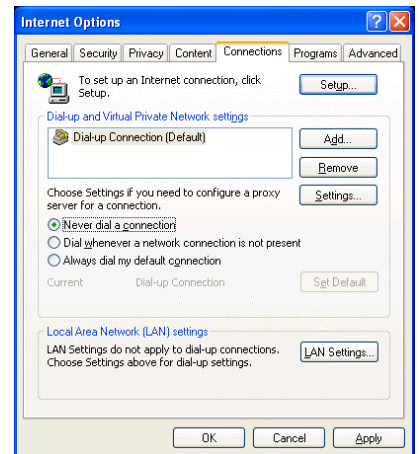 Internet Options
General Security Privacy Content Connections Programs Advanced
To set up an Internet connection, click
Setup.
Setup...
Dial-up and Virtual Private Network settings
Dial-up Connection (Default)
Add...
Remove
Choose Settings if you need to configure a proxy
server for a connection.
Settings...
Never dial a connection
Dial whenever a network connection is not present
Always dial my default connection
Current Dial-up Connection Set Default
Local Area Network (LAN) settings
LAN Settings do not apply to dial-up connections.
Choose Settings above for dial-up settings.
LAN Settings...
OK Cancel Apply